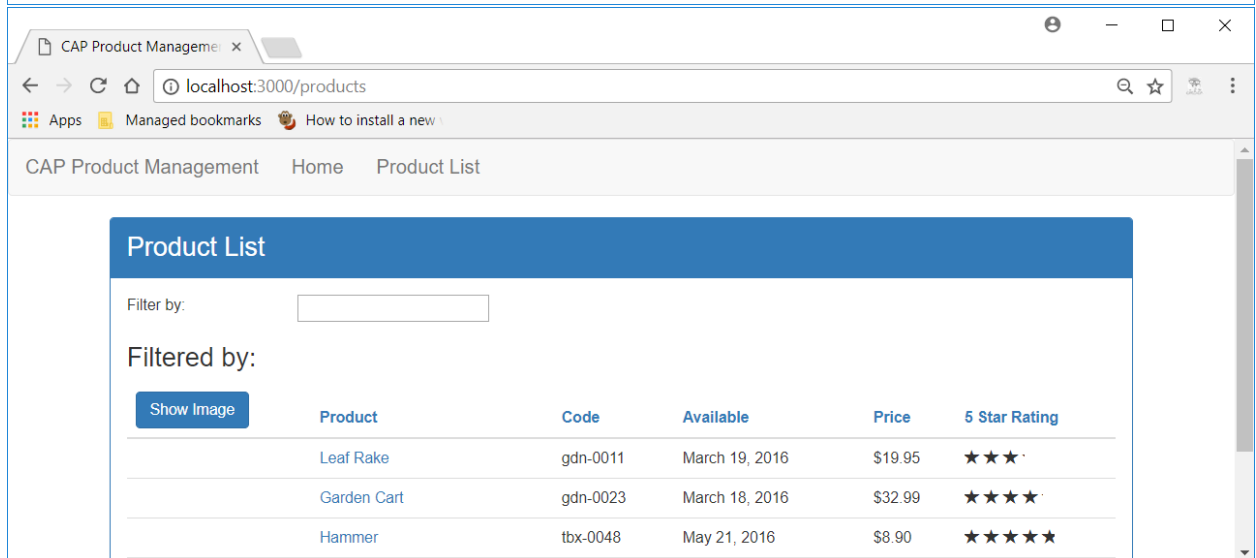 CAP Product Manageme
localhost:3000/products
Apps Managed bookmarks How to install a new
CAP Product Management Home Product List
Product List
Filter by:
Filtered by:
Show Image Product Code Available Price 5 Star Rating
Leaf Rake gdn-0011 March 19, 2016 $19.95
Garden Cart gdn-0023 March 18, 2016 $32.99
Hammer tbx-0048 May 21, 2016 $8.90